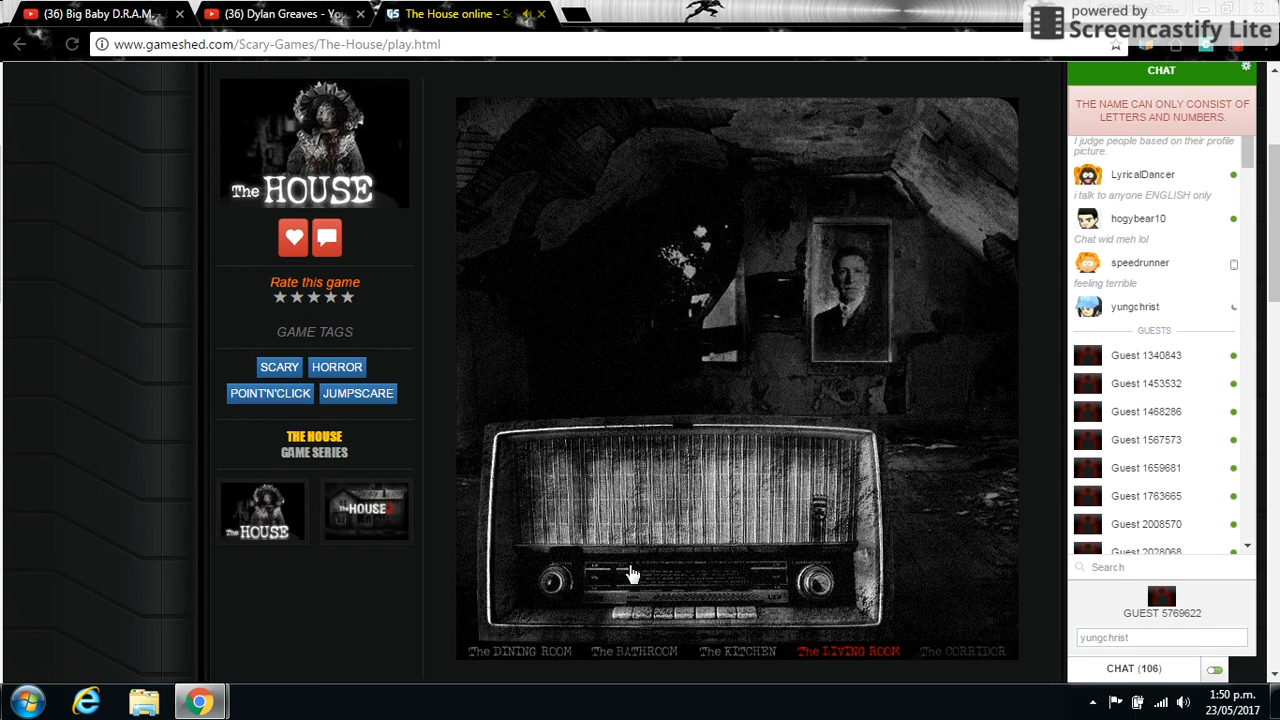 (36) Big Baby D.R.A.M.
(36) Dylan Greaves - Yo
The House online - Sc
powered by
Screencastify Lite
www.gameshed.com/Scary-Games/The-House/play.html
The HOUSE
Rate this game
GAME TAGS
SCARY
HORROR
POINT'N'CLICK
JUMPSCARE
THE HOUSE
GAME SERIES
The HOUSE
The HOUSE 2
The DINING ROOM
The BATHROOM
The KITCHEN
The LIVING ROOM
The CORRIDOR
CHAT
THE NAME CAN ONLY CONSIST OF
LETTERS AND NUMBERS.
I judge people based on their profile
picture.
LyricalDancer
i talk to anyone ENGLISH only
hogybear10
Chat wid meh lol
speedrunner
feeling terrible
yungchrist
GUESTS
Guest 1340843
Guest 1453532
Guest 1468286
Guest 1567573
Guest 1659681
Guest 1763665
Guest 2008570
Guest 2028068
Search
GUEST 5769622
yungchrist
CHAT (106)
1:50 p.m.
23/05/2017